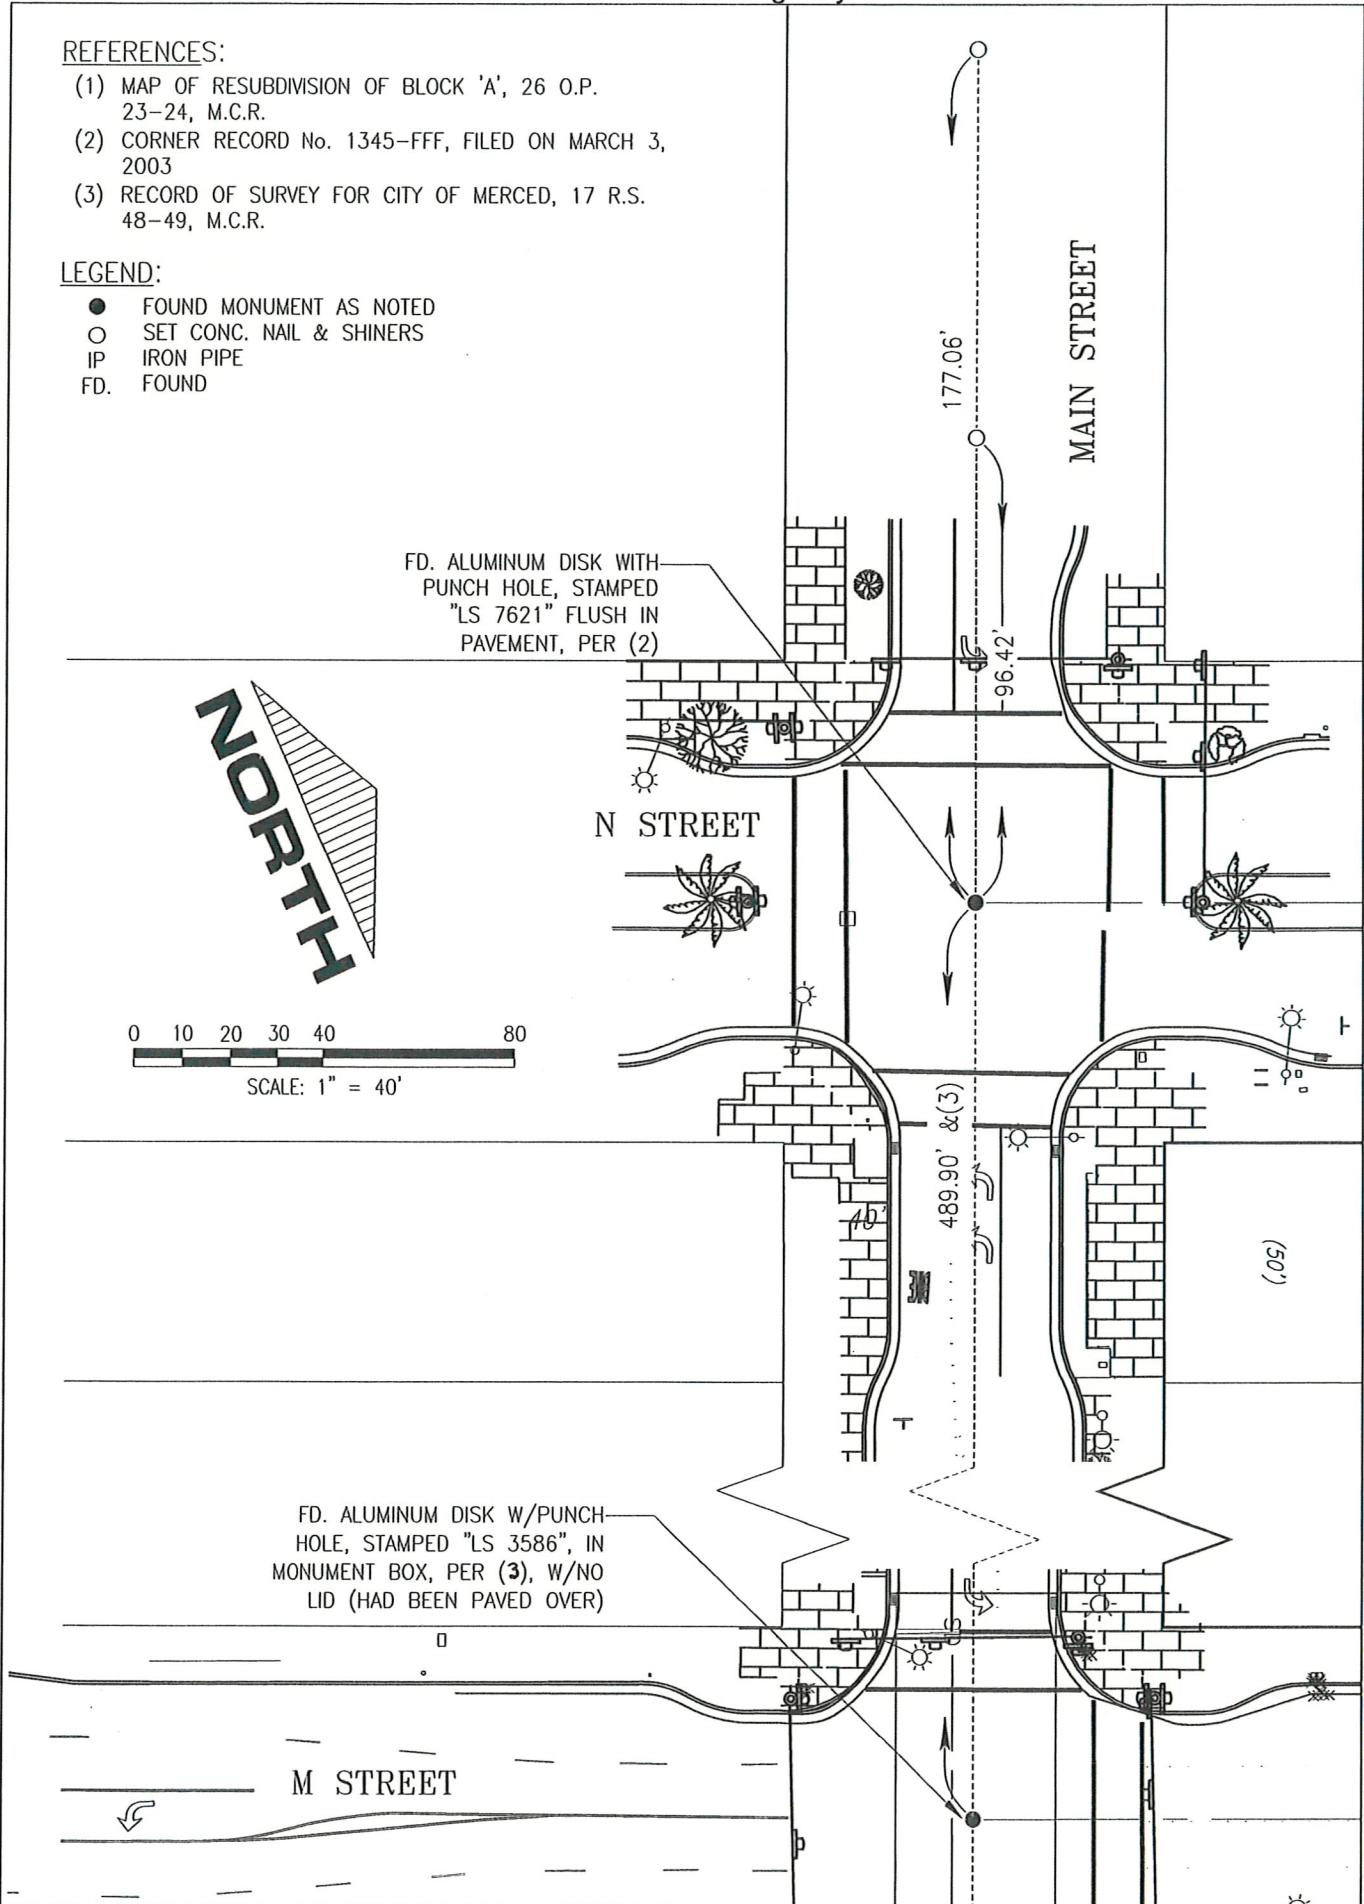 REFERENCES:
(1) MAP OF RESUBDIVISION OF BLOCK 'A', 26 O.P.
23-24, M.C.R.
(2) CORNER RECORD No. 1345-FFF, FILED ON MARCH 3,
2003
(3) RECORD OF SURVEY FOR CITY OF MERCED, 17 R.S.
48-49, M.C.R.
LEGEND:
FOUND MONUMENT AS NOTED
SET CONC. NAIL & SHINERS
IP IRON PIPE
FD. FOUND
177.06'
MAIN STREET
FD. ALUMINUM DISK WITH
PUNCH HOLE, STAMPED
"LS 7621" FLUSH IN
PAVEMENT, PER (2)
96.42'
NORTH
N STREET
0 10 20 30 40 80
SCALE: 1" = 40'
489.90' &(3)
40'
(50')
FD. ALUMINUM DISK W/PUNCH
HOLE, STAMPED "LS 3586", IN
MONUMENT BOX, PER (3), W/NO
LID (HAD BEEN PAVED OVER)
M STREET